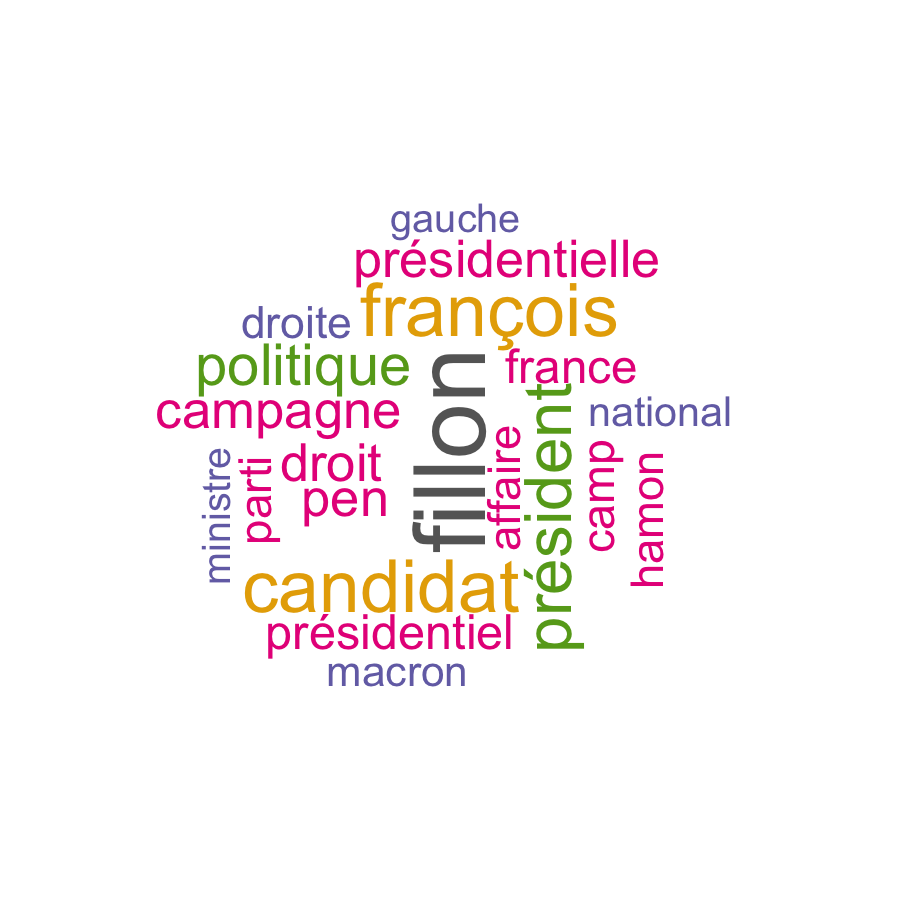 gauche
présidentielle
françois
droite
politique
france
fillon
campagne
national
président
droit
pen
affaire
camp
hamon
parti
ministre
candidat
présidentiel
macron